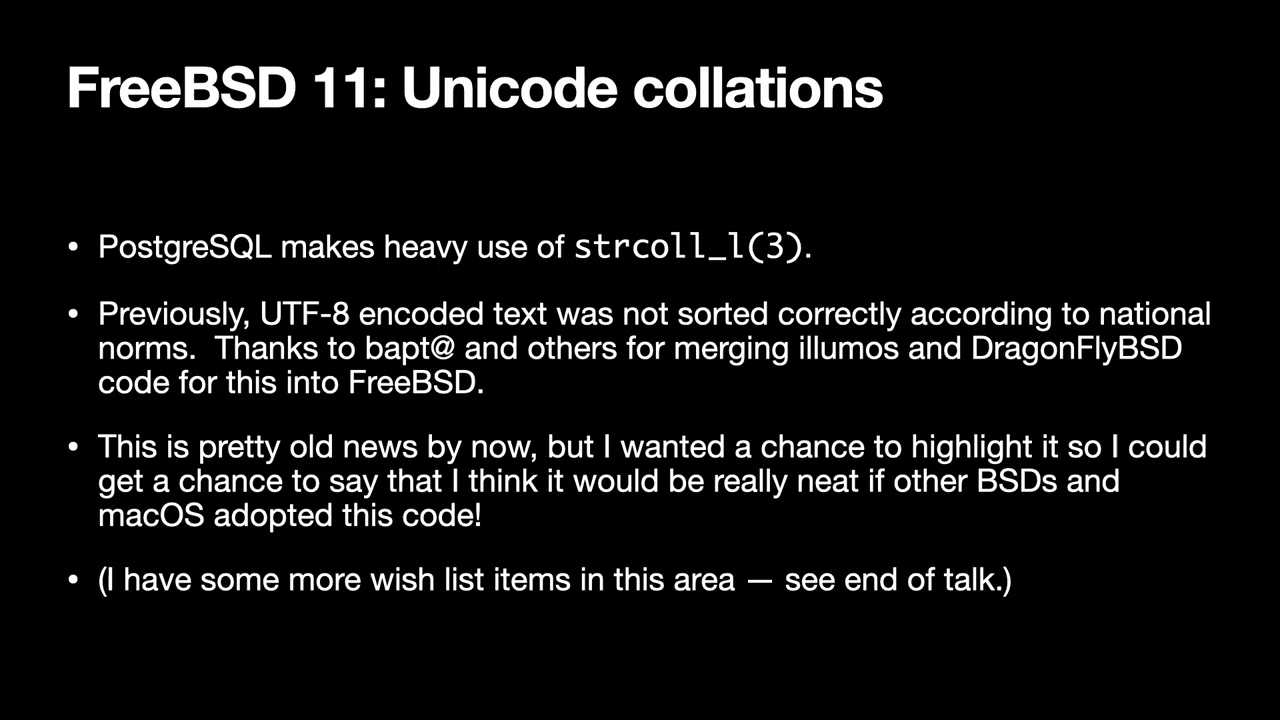 FreeBSD 11: Unicode collations
• PostgreSQL makes heavy use of strcoll_l(3).
• Previously, UTF-8 encoded text was not sorted correctly according to national
norms.  Thanks to bapt@ and others for merging illumos and DragonFlyBSD
code for this into FreeBSD.
• This is pretty old news by now, but I wanted a chance to highlight it so I could
get a chance to say that I think it would be really neat if other BSDs and
macOS adopted this code!
• (I have some more wish list items in this area — see end of talk.)